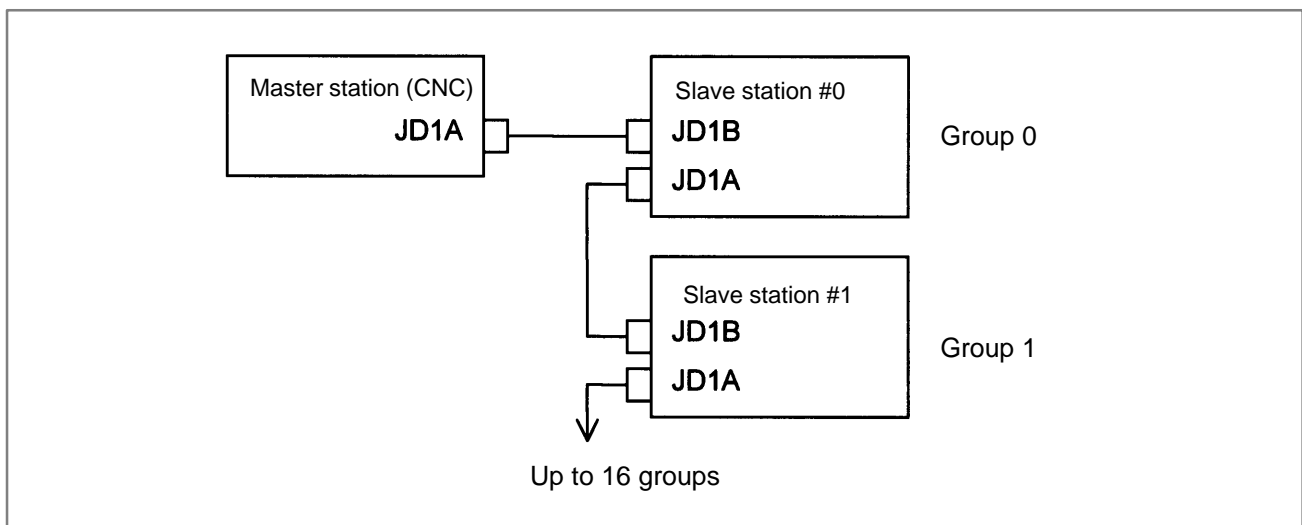 Master station (CNC)
JD1A
Slave station #0
JD1B
JD1A
Group 0
Slave station #1
JD1B
JD1A
Group 1
Up to 16 groups